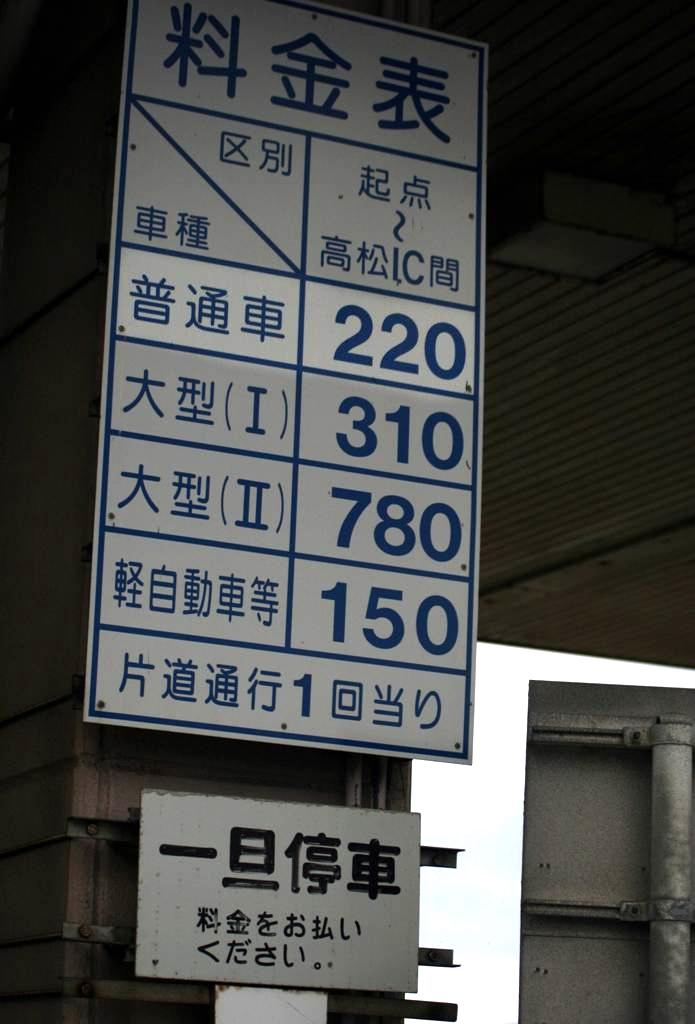 料金表
区別
車種
起点
〜
高松IC間
普通車 220
大型(I) 310
大型(II) 780
軽自動車等 150
片道通行1回当り
一旦停車
料金をお払い
ください。